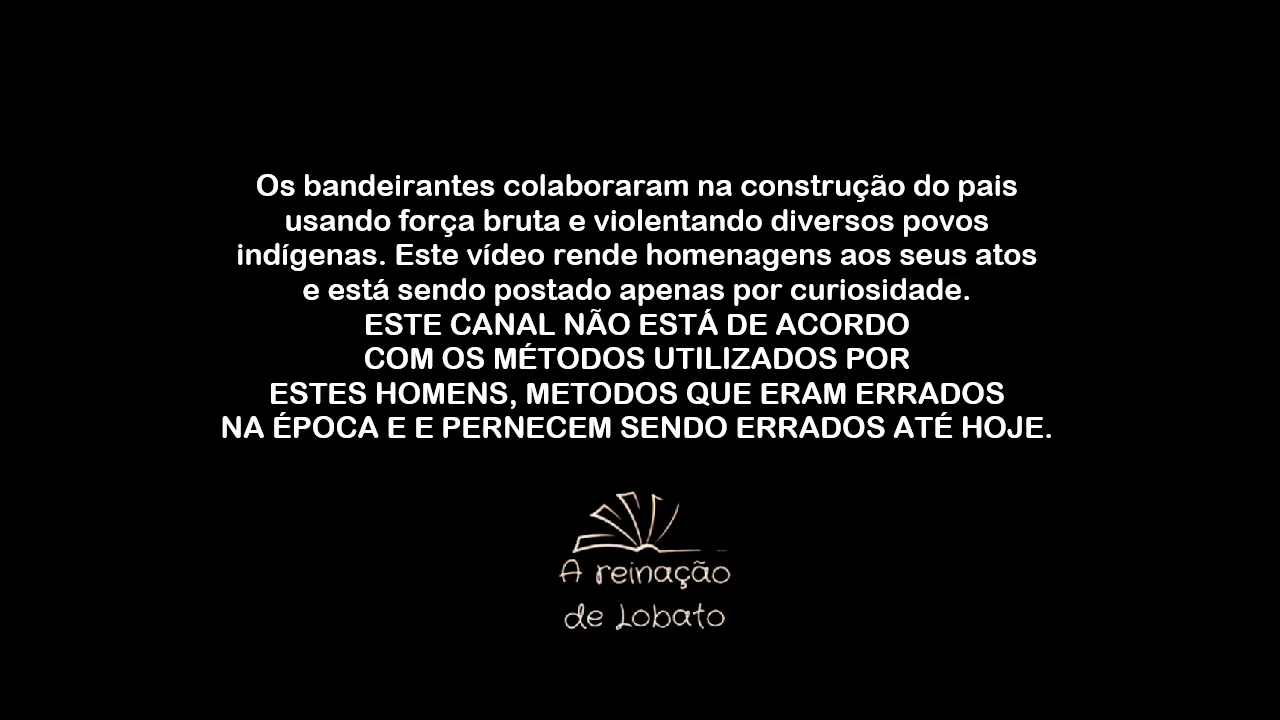 Os bandeirantes colaboraram na construção do pais
usando força bruta e violentando diversos povos
indígenas. Este vídeo rende homenagens aos seus atos
e está sendo postado apenas por curiosidade.
ESTE CANAL NÃO ESTÁ DE ACORDO
COM OS MÉTODOS UTILIZADOS POR
ESTES HOMENS, METODOS QUE ERAM ERRADOS
NA ÉPOCA E E PERNECEM SENDO ERRADOS ATÉ HOJE.
A reinação
de Lobato